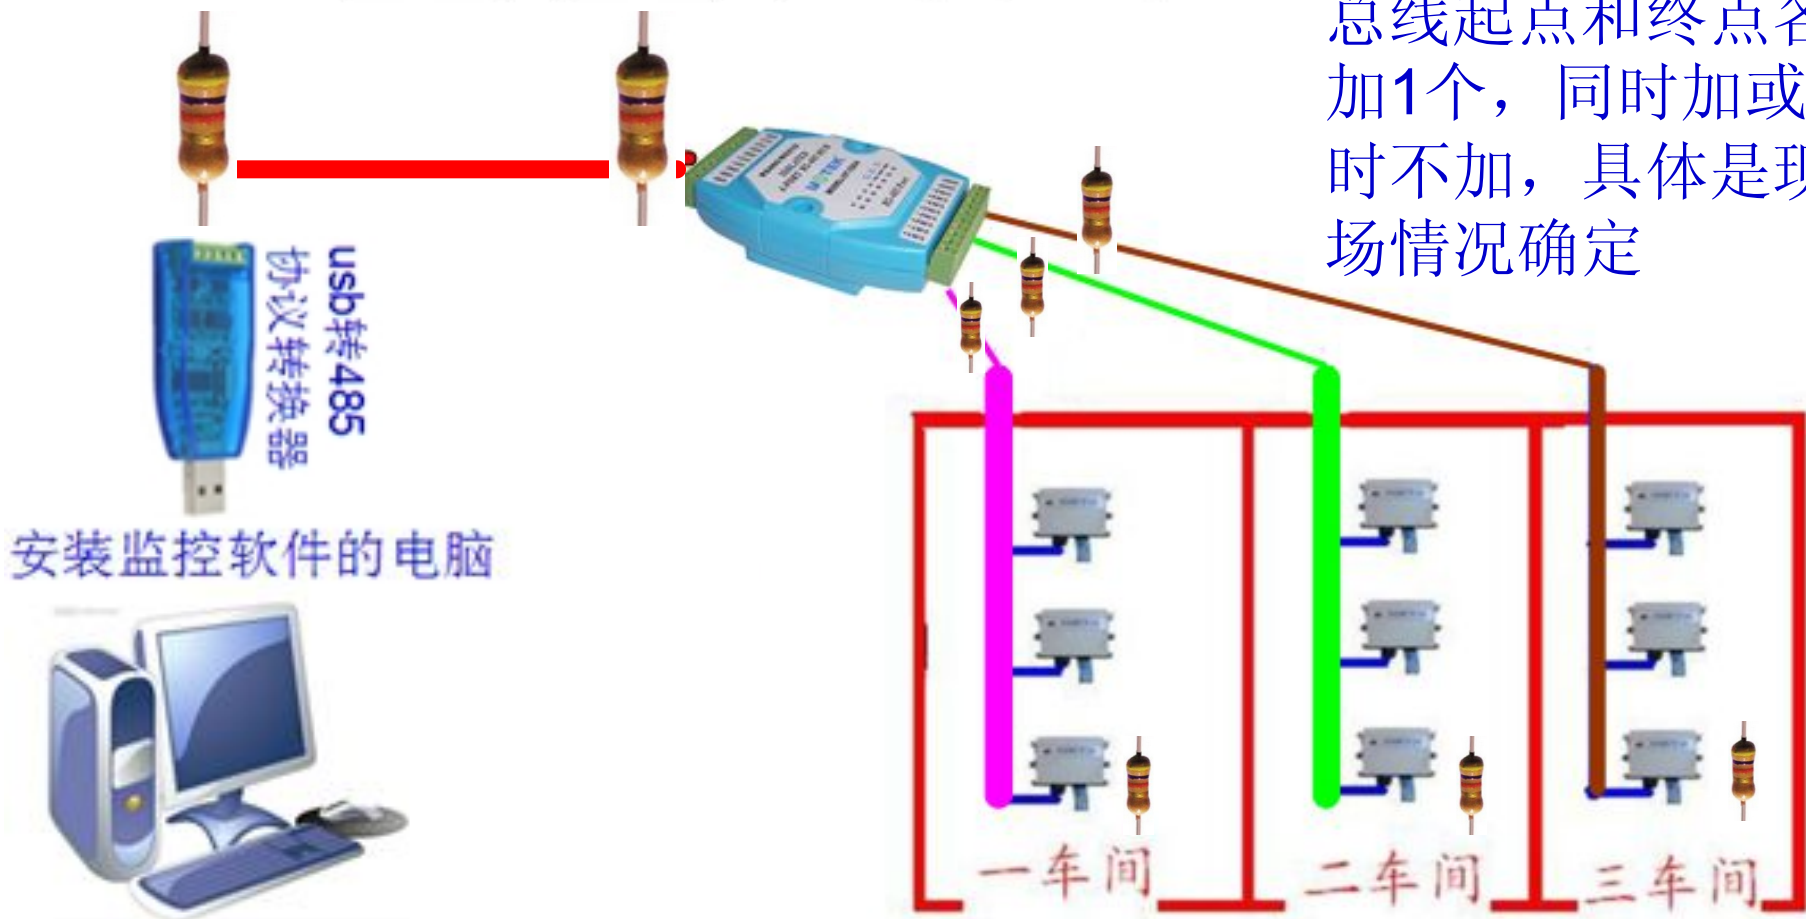 总线起点和终点各
加1个，同时加或
时不加，具体是现
场情况确定
usb转485
协议转换器
安装监控软件的电脑
一车间
二车间
三车间